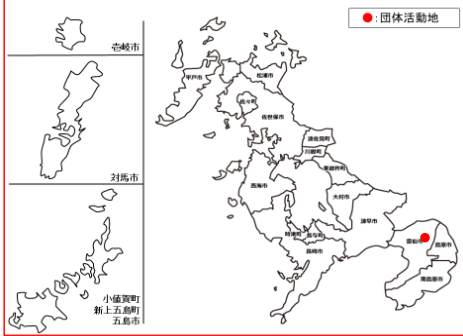 ●:団体活動地
壱岐市
対馬市
小値賀町
新上五島町
五島市
平戸市
松浦市
佐々町
佐世保市
波佐見町
川棚町
東彼杵町
西海市
大村市
諫早市
時津町
長与町
長崎市
雲仙市
島原市
南島原市